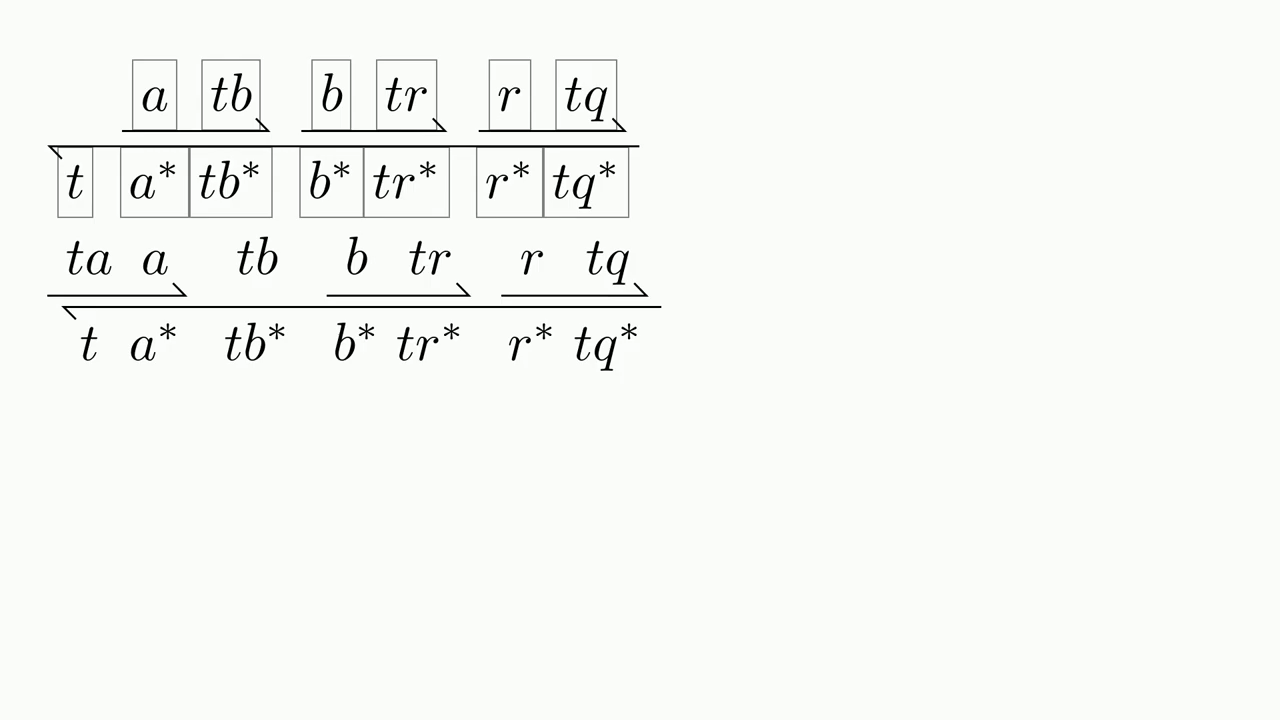 a tb b tr r tq
t a* tb* b* tr* r* tq*
ta a tb b tr r tq
t a* tb* b* tr* r* tq*